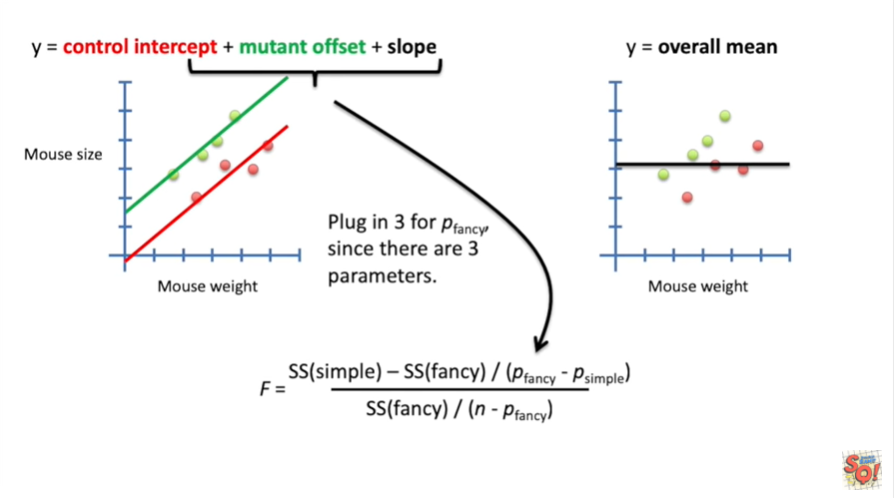 y = control intercept + mutant offset + slope
y = overall mean
Mouse size
Plug in 3 for pfancy,
since there are 3
parameters.
Mouse weight
Mouse weight
F =
SS(simple) – SS(fancy) / (pfancy - psimple)
SS(fancy) / (n - pfancy)
SQ!